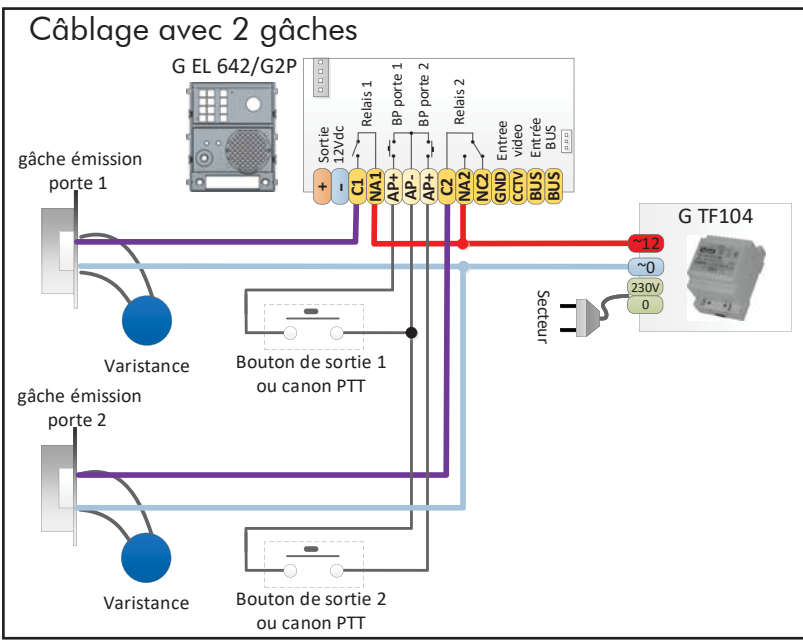 Câblage avec 2 gâches
G EL 642/G2P
Relais 1
BP porte 1
BP porte 2
Relais 2
Sortie
12Vdc
Entree
video
Entrée
BUS
+
-
C1
NA1
AP+
AP-
AP+
C2
NA2
NC2
GND
CCTV
BUS
BUS
gâche émission
porte 1
G TF104
~12
~0
230V
0
Secteur
Varistance
Bouton de sortie 1
ou canon PTT
gâche émission
porte 2
Varistance
Bouton de sortie 2
ou canon PTT